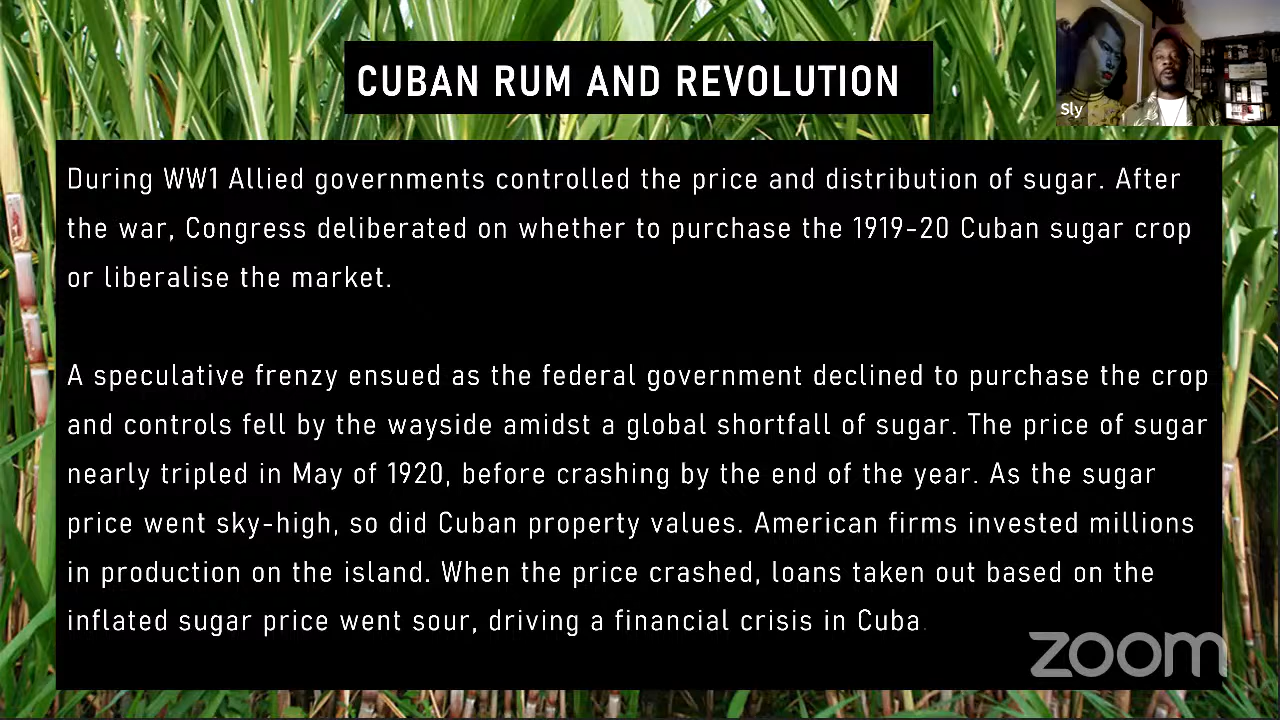 CUBAN RUM AND REVOLUTION
Sly
During WW1 Allied governments controlled the price and distribution of sugar. After
the war, Congress deliberated on whether to purchase the 1919-20 Cuban sugar crop
or liberalise the market.
A speculative frenzy ensued as the federal government declined to purchase the crop
and controls fell by the wayside amidst a global shortfall of sugar. The price of sugar
nearly tripled in May of 1920, before crashing by the end of the year. As the sugar
price went sky-high, so did Cuban property values. American firms invested millions
in production on the island. When the price crashed, loans taken out based on the
inflated sugar price went sour, driving a financial crisis in Cuba.
zoom